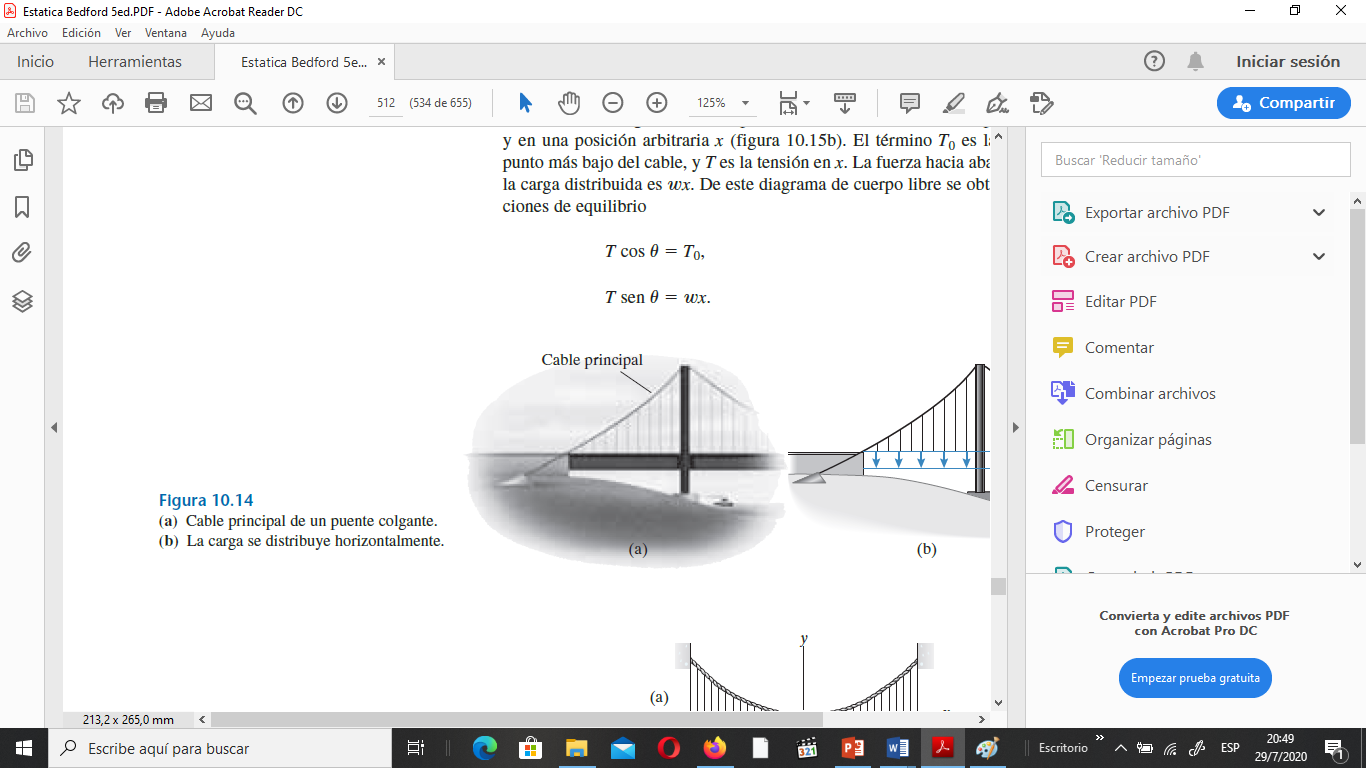 Estatica Bedford 5ed.PDF - Adobe Acrobat Reader DC
Archivo Edición Ver Ventana Ayuda
Inicio Herramientas Estatica Bedford 5e... × Iniciar sesión
512 (534 de 655) 125% Compartir
y en una posición arbitraria x (figura 10.15b). El término T₀ es l
punto más bajo del cable, y T es la tensión en x. La fuerza hacia aba
la carga distribuida es wx. De este diagrama de cuerpo libre se obt
ciones de equilibrio
T cos θ = T₀,
T sen θ = wx.
Cable principal
Figura 10.14
(a) Cable principal de un puente colgante.
(b) La carga se distribuye horizontalmente.
(a)
(b)
y
(a)
213,2 x 265,0 mm
Buscar 'Reducir tamaño'
Exportar archivo PDF
Crear archivo PDF
Editar PDF
Comentar
Combinar archivos
Organizar páginas
Censurar
Proteger
Convierta y edite archivos PDF
con Acrobat Pro DC
Empezar prueba gratuita
Escribe aquí para buscar
321
Escritorio
ESP
20:49
29/7/2020
1